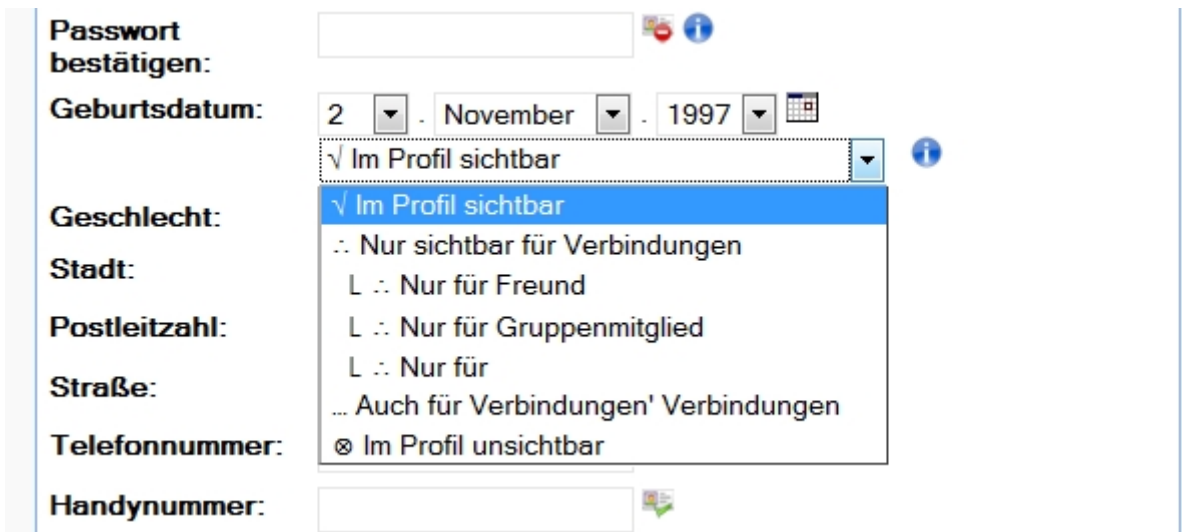 Passwort
bestätigen:
Geburtsdatum:
2 . November . 1997
√ Im Profil sichtbar
√ Im Profil sichtbar
Geschlecht:
∴ Nur sichtbar für Verbindungen
Stadt:
L ∴ Nur für Freund
Postleitzahl:
L ∴ Nur für Gruppenmitglied
L ∴ Nur für
Straße:
... Auch für Verbindungen' Verbindungen
Telefonnummer:
⊗ Im Profil unsichtbar
Handynummer: